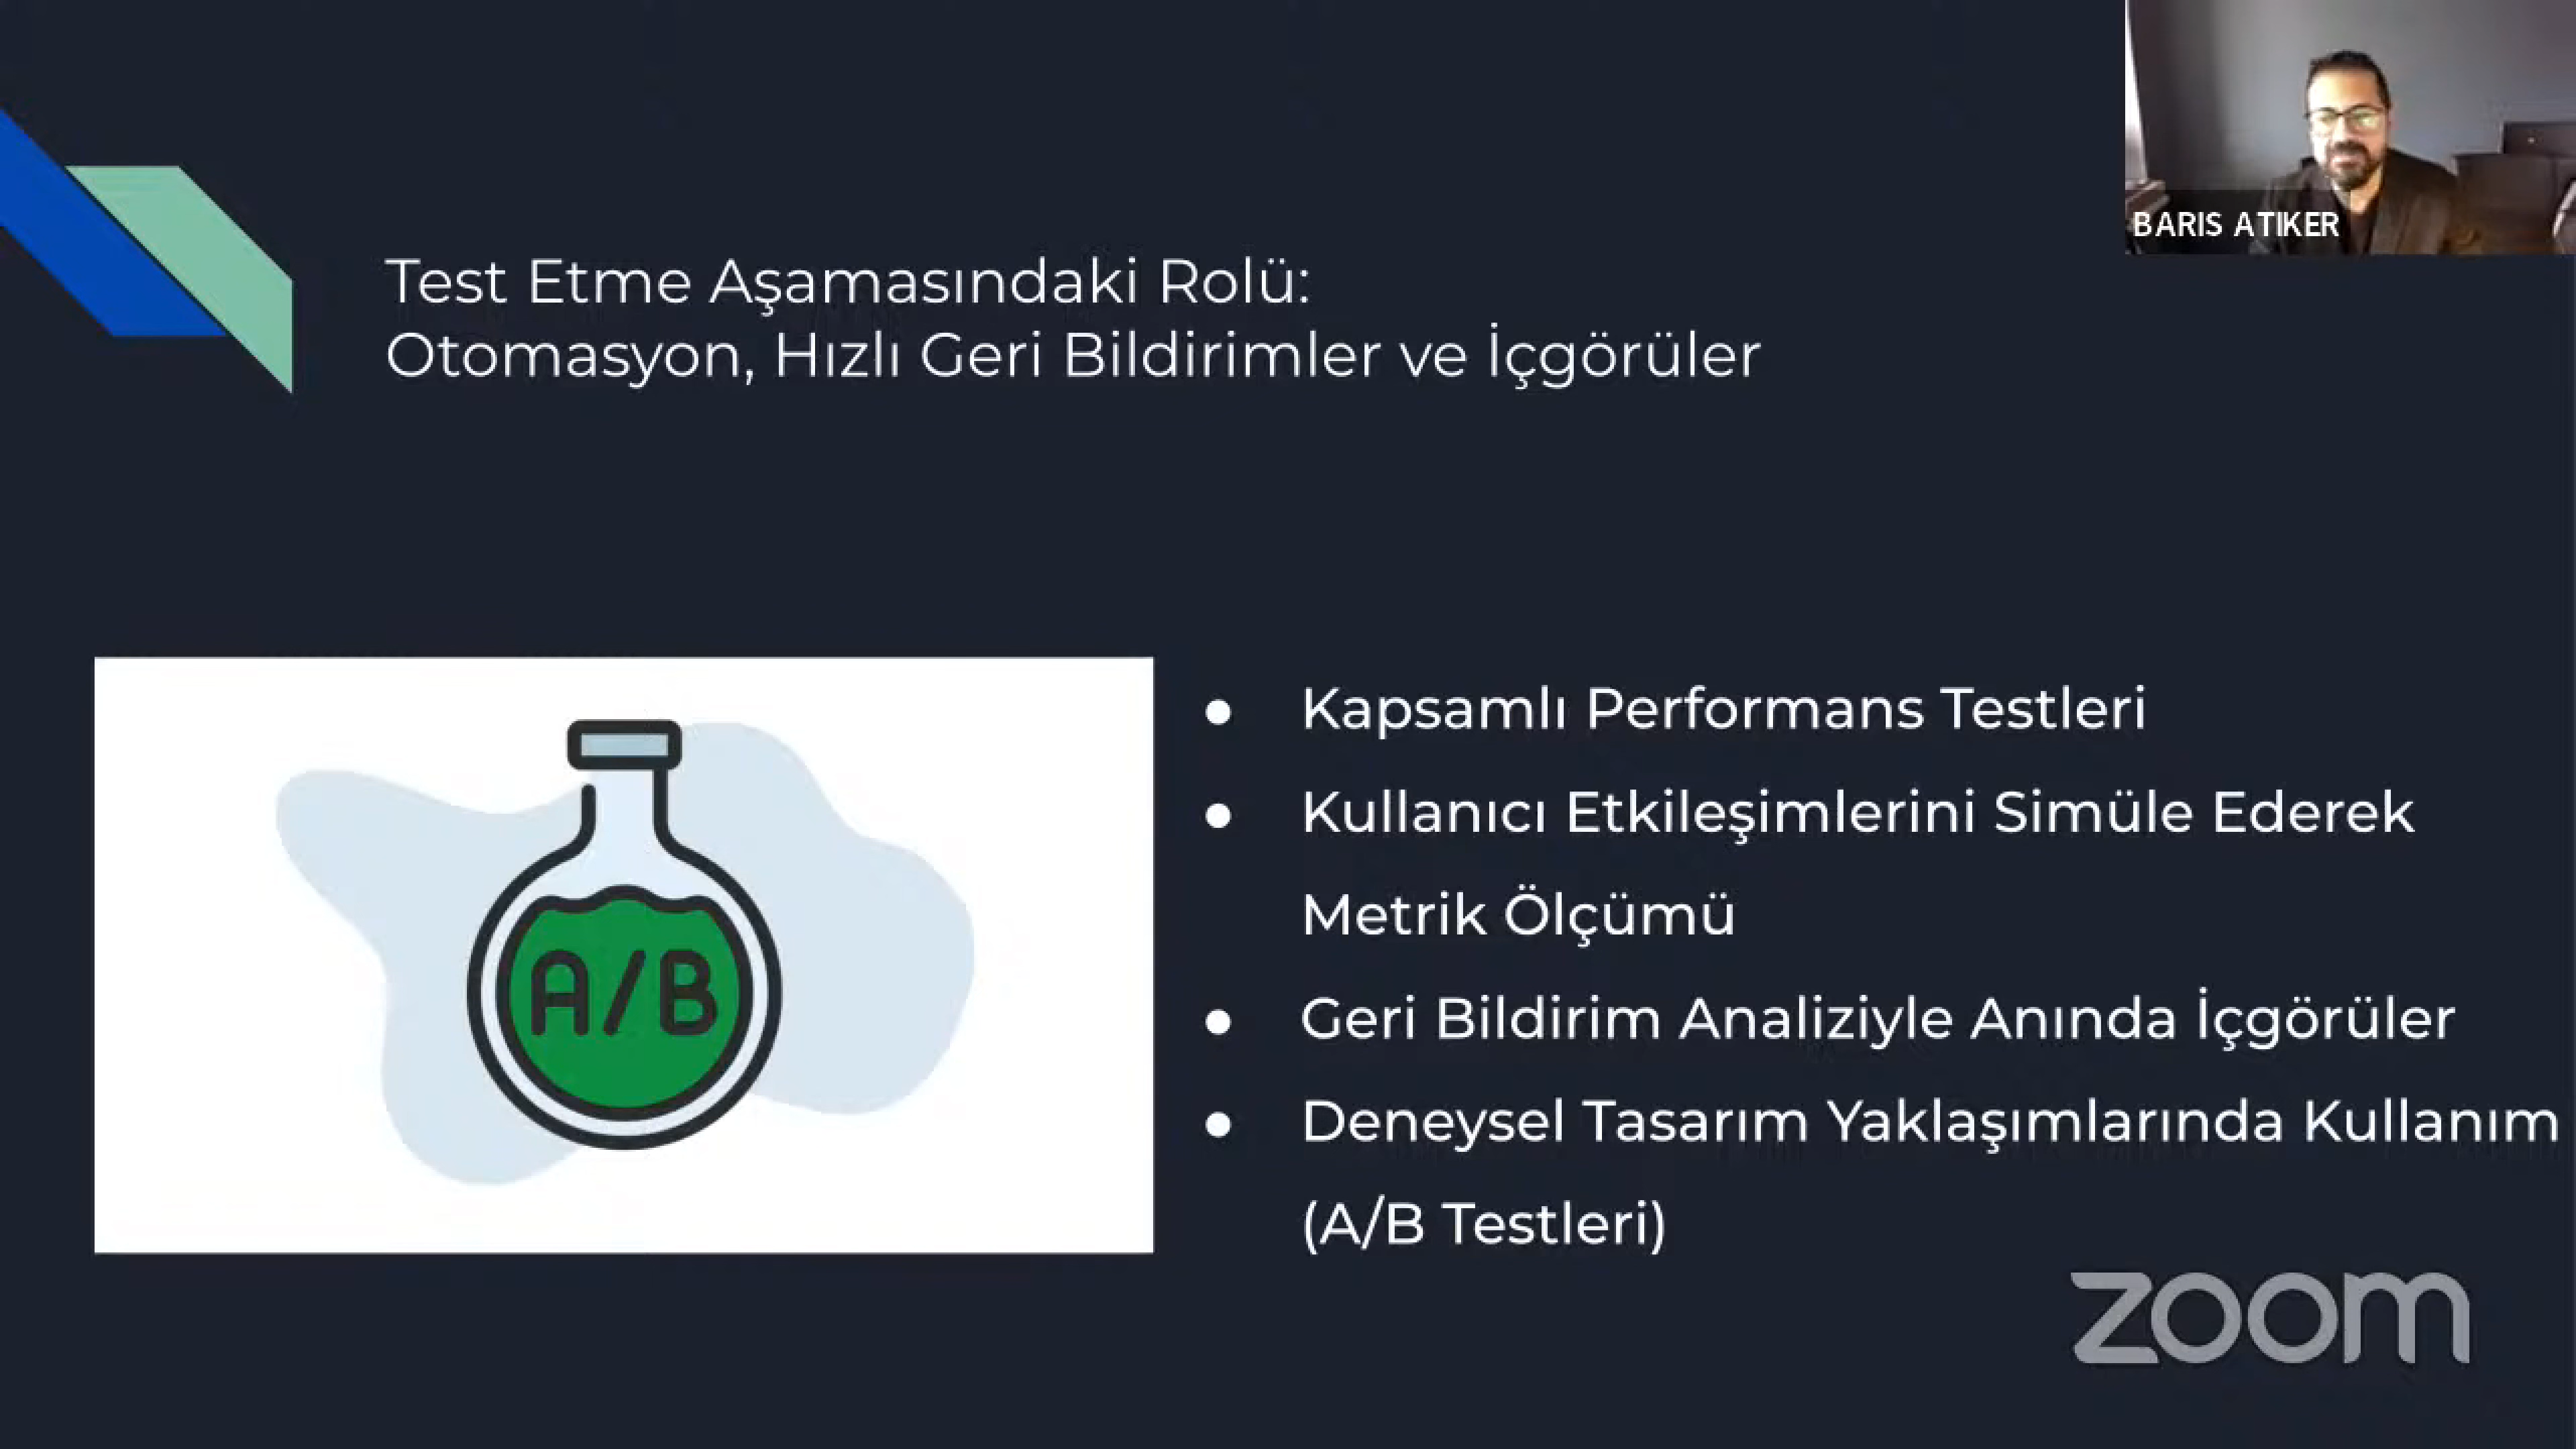 BARIS ATIKER
Test Etme Aşamasındaki Rolü:
Otomasyon, Hızlı Geri Bildirimler ve İçgörüler
A/B
● Kapsamlı Performans Testleri
● Kullanıcı Etkileşimlerini Simüle Ederek
Metrik Ölçümü
● Geri Bildirim Analiziyle Anında İçgörüler
● Deneysel Tasarım Yaklaşımlarında Kullanım
(A/B Testleri)
zoom